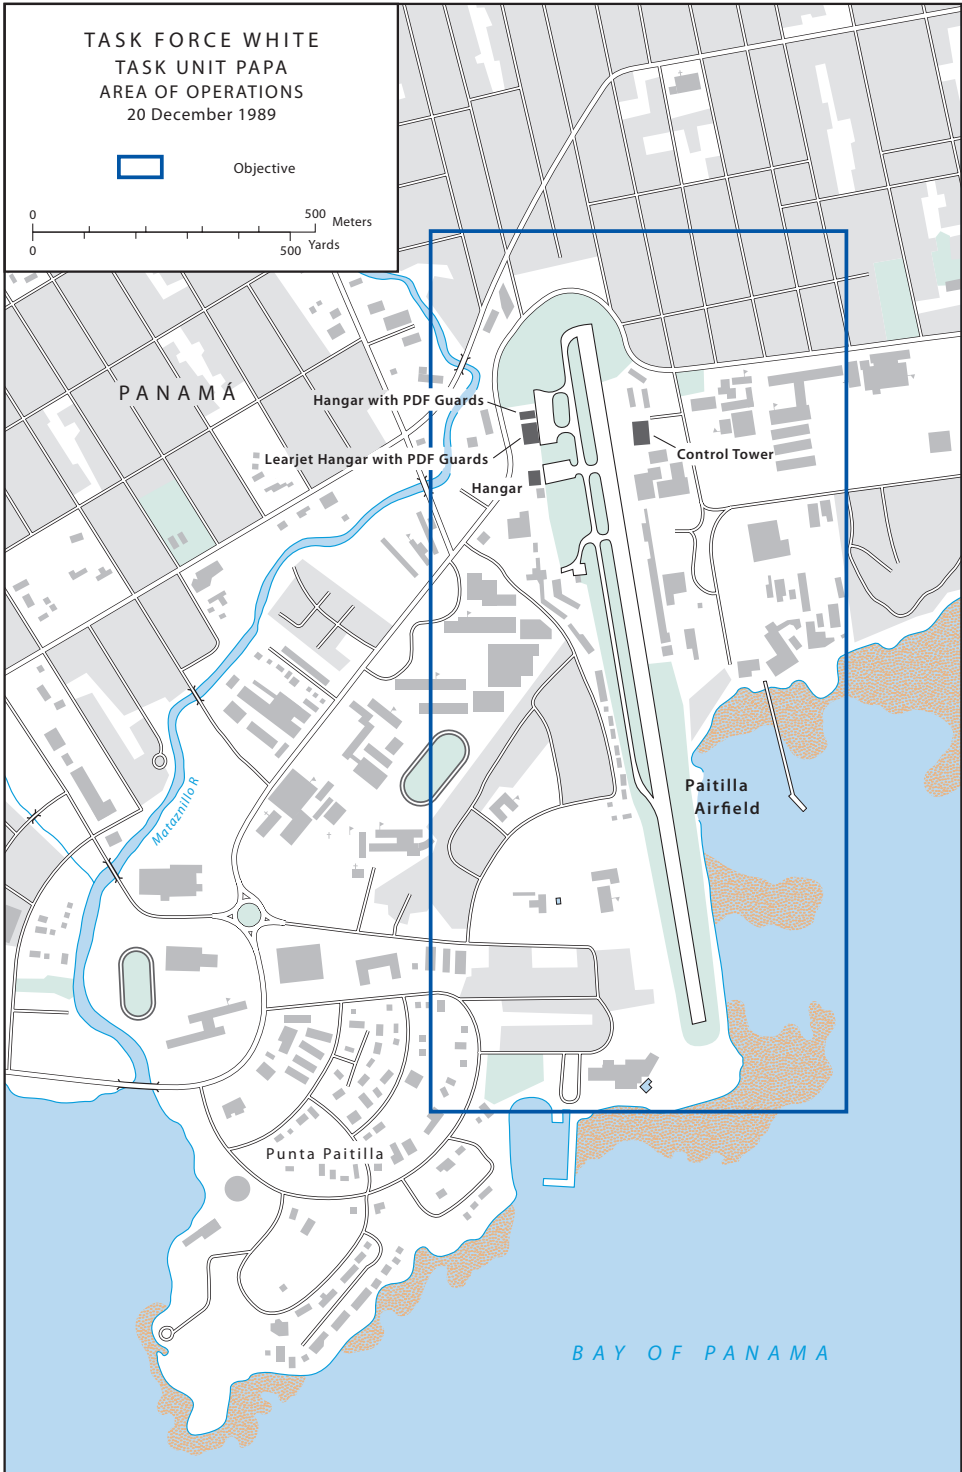 TASK FORCE WHITE
TASK UNIT PAPA
AREA OF OPERATIONS
20 December 1989
Objective
0 500 Meters
0 500 Yards
PANAMÁ
Hangar with PDF Guards
Learjet Hangar with PDF Guards
Control Tower
Hangar
Mataznillo R
Paitilla
Airfield
Punta Paitilla
BAY OF PANAMA